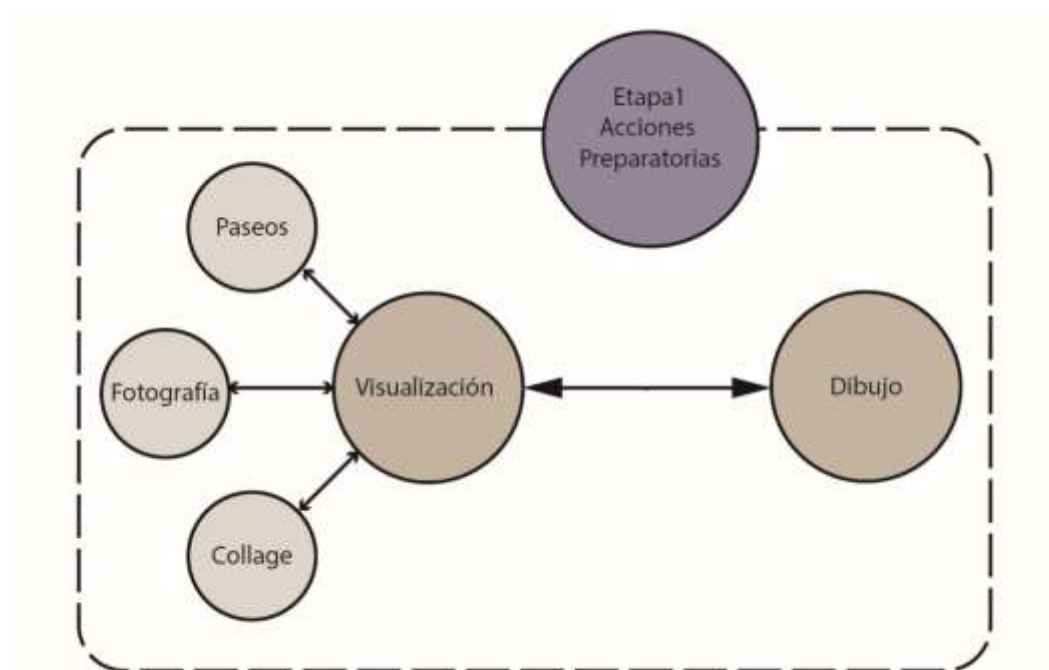 Etapa1
Acciones
Preparatorias
Paseos
Fotografía
Visualización
Dibujo
Collage